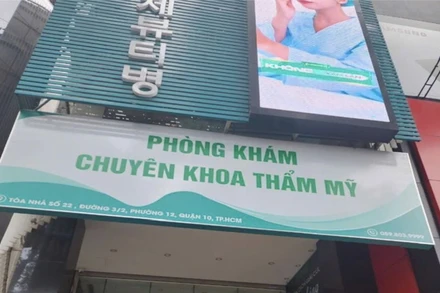 KHÔNG
PHÒNG KHÁM
CHUYÊN KHOA THẨM MỸ
TÒA NHÀ SỐ 22 , ĐƯỜNG 3/2, PHƯỜNG 12, QUẬN 10, TP.HCM